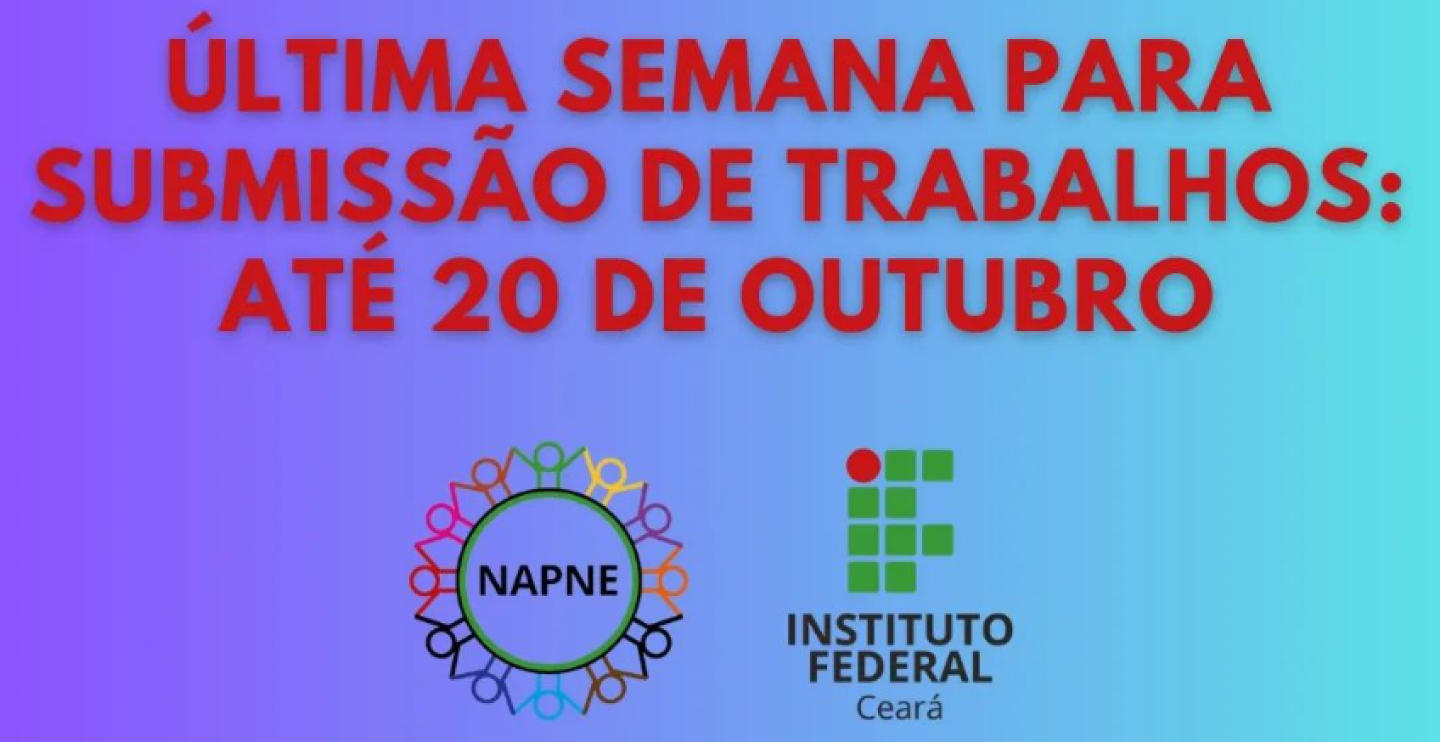 ÚLTIMA SEMANA PARA
SUBMISSÃO DE TRABALHOS:
ATÉ 20 DE OUTUBRO
NAPNE
INSTITUTO
FEDERAL
Ceará